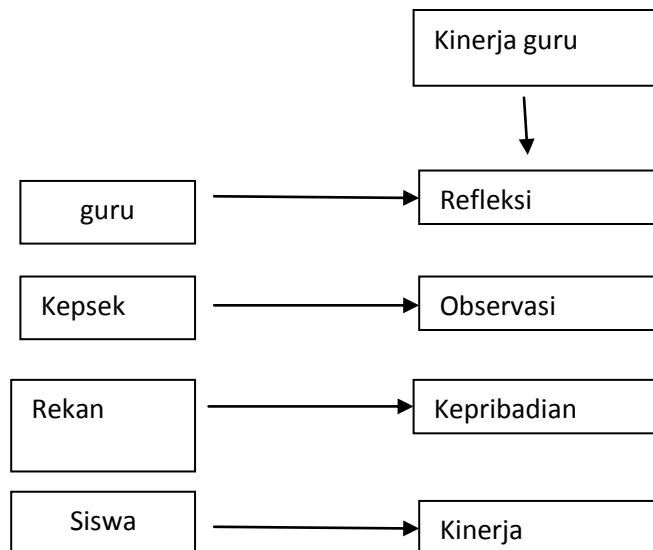 Kinerja guru
guru
Refleksi
Kepsek
Observasi
Rekan
Kepribadian
Siswa
Kinerja